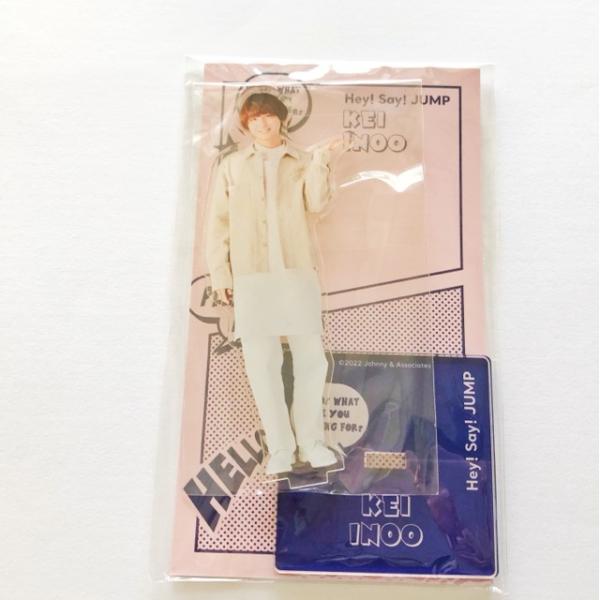 WHAT
Hey! Say! JUMP
KEI
INOO
©2022 Johnny & Associates
WHAT
YOU
FOR?
HELLO
Hey! Say! JUMP
KEI
INOO